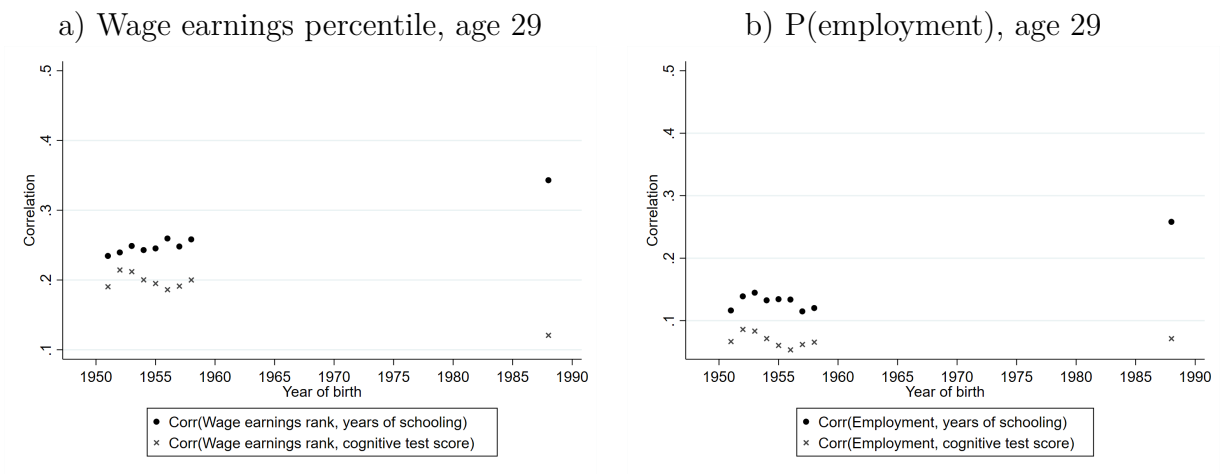 a) Wage earnings percentile, age 29
.5
.4
.3
.2
.1
Correlation
1950 1955 1960 1965 1970 1975 1980 1985 1990
Year of birth
Corr(Wage earnings rank, years of schooling)
Corr(Wage earnings rank, cognitive test score)
b) P(employment), age 29
.5
.4
.3
.2
.1
Correlation
1950 1955 1960 1965 1970 1975 1980 1985 1990
Year of birth
Corr(Employment, years of schooling)
Corr(Employment, cognitive test score)